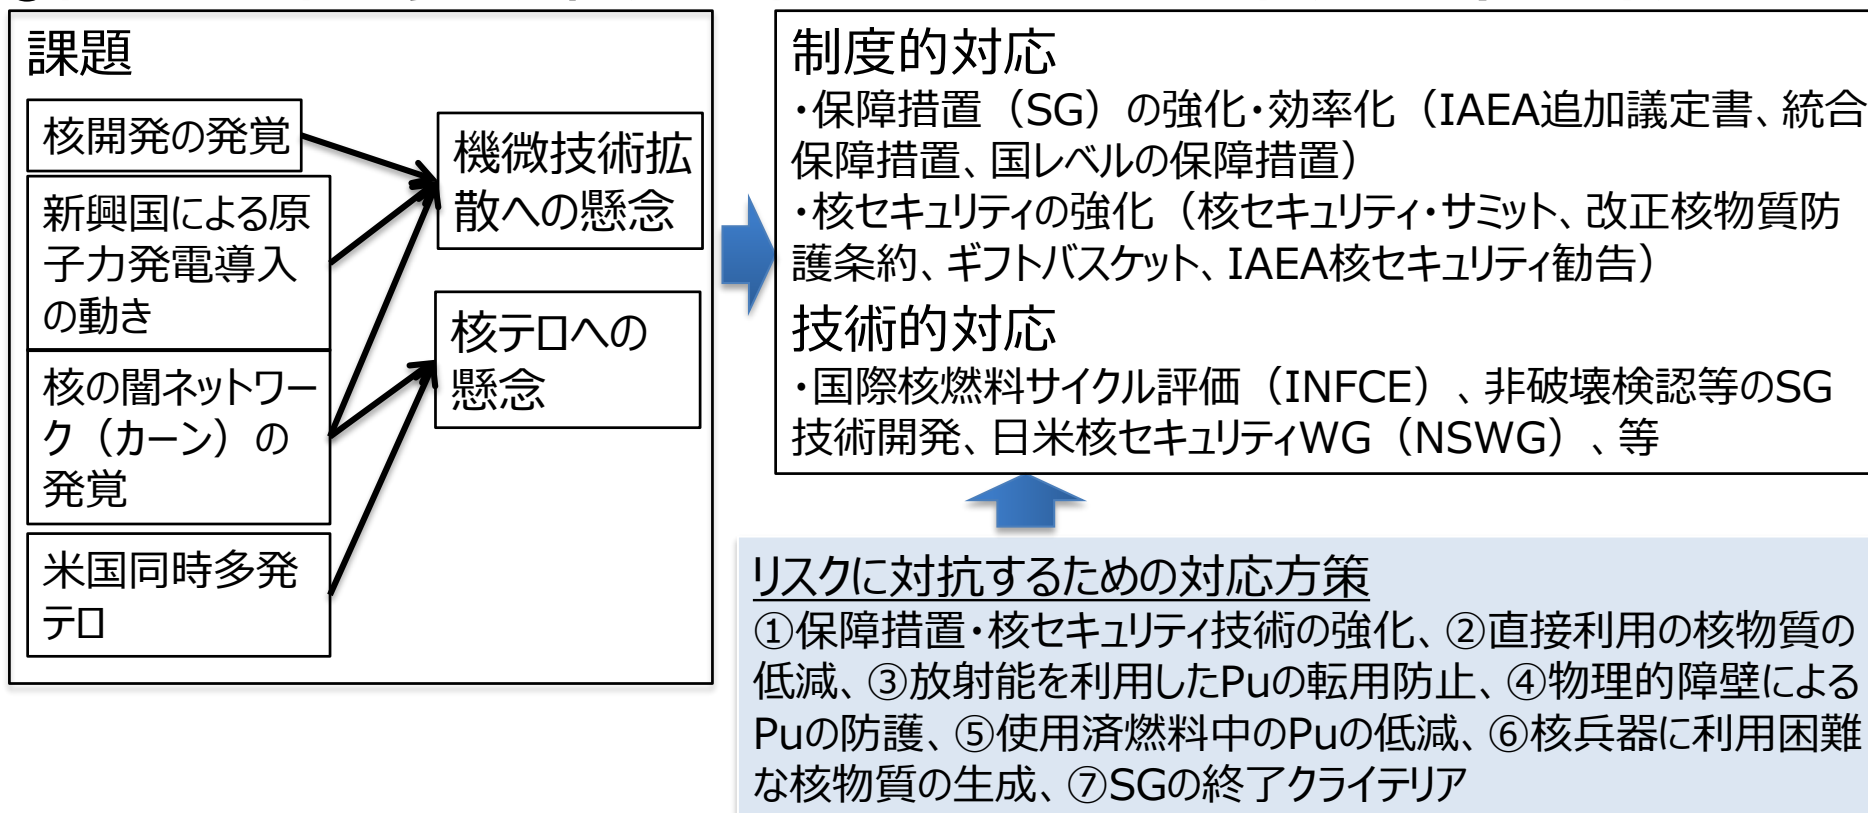 課題
核開発の発覚
新興国による原
子力発電導入
の動き
核の闇ネットワー
ク（カーン）の
発覚
米国同時多発
テロ
機微技術拡
散への懸念
核テロへの
懸念
制度的対応
・保障措置（SG）の強化・効率化（IAEA追加議定書、統合
保障措置、国レベルの保障措置）
・核セキュリティの強化（核セキュリティ・サミット、改正核物質防
護条約、ギフトバスケット、IAEA核セキュリティ勧告）
技術的対応
・国際核燃料サイクル評価（INFCE）、非破壊検認等のSG
技術開発、日米核セキュリティWG（NSWG）、等
リスクに対抗するための対応方策
①保障措置・核セキュリティ技術の強化、②直接利用の核物質の
低減、③放射能を利用したPuの転用防止、④物理的障壁による
Puの防護、⑤使用済燃料中のPuの低減、⑥核兵器に利用困難
な核物質の生成、⑦SGの終了クライテリア